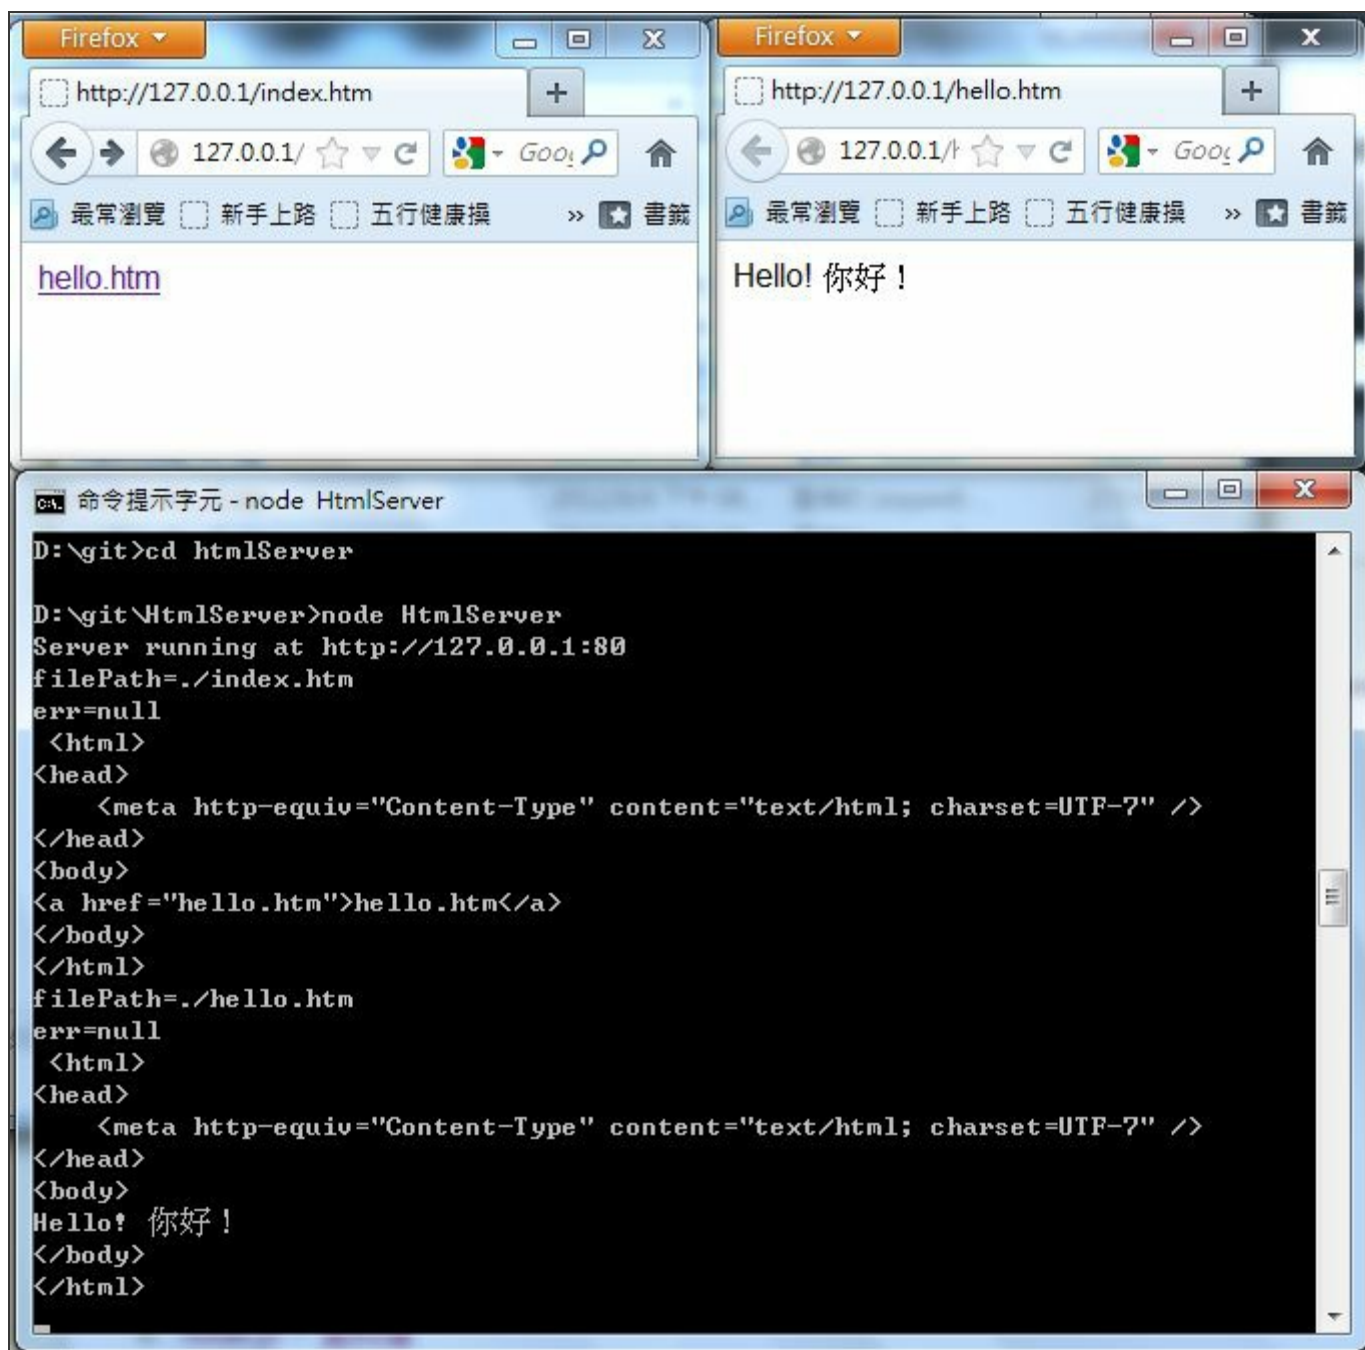 Firefox
http://127.0.0.1/index.htm
127.0.0.1/
最常瀏覽 新手上路 五行健康操 » 書籤
hello.htm
Firefox
http://127.0.0.1/hello.htm
127.0.0.1/h
最常瀏覽 新手上路 五行健康操 » 書籤
Hello! 你好！
命令提示字元 - node HtmlServer
D:\git>cd htmlServer
D:\git\HtmlServer>node HtmlServer
Server running at http://127.0.0.1:80
filePath=./index.htm
err=null
<html>
<head>
<meta http-equiv="Content-Type" content="text/html; charset=UTF-7" />
</head>
<body>
<a href="hello.htm">hello.htm</a>
</body>
</html>
filePath=./hello.htm
err=null
<html>
<head>
<meta http-equiv="Content-Type" content="text/html; charset=UTF-7" />
</head>
<body>
Hello! 你好！
</body>
</html>